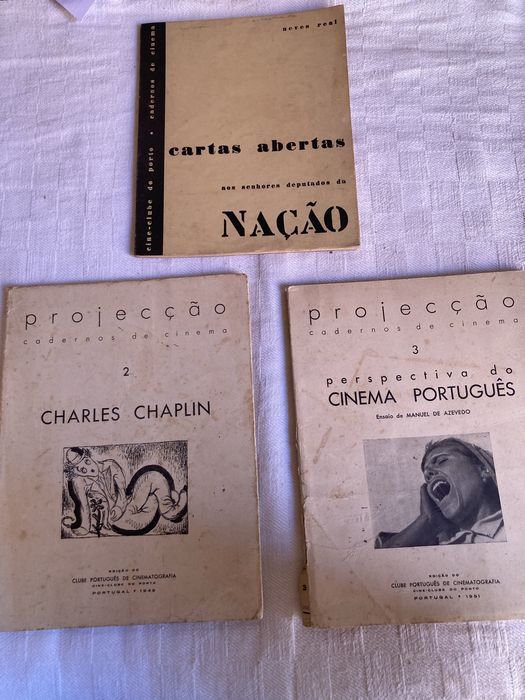 cine-clube do porto • cadernos de cinema
neves real
cartas abertas
aos senhores deputados da
NAÇÃO
projecção
cadernos de cinema
2
CHARLES CHAPLIN
EDIÇÃO DO
CLUBE PORTUGUÊS DE CINEMATOGRAFIA
CINE-CLUBE DO PORTO
PORTUGAL • 1949
projecção
cadernos de cinema
3
perspectiva do
CINEMA PORTUGUÊS
Ensaio de MANUEL DE AZEVEDO
EDIÇÃO DO
CLUBE PORTUGUÊS DE CINEMATOGRAFIA
CINE-CLUBE DO PORTO
PORTUGAL • 1951